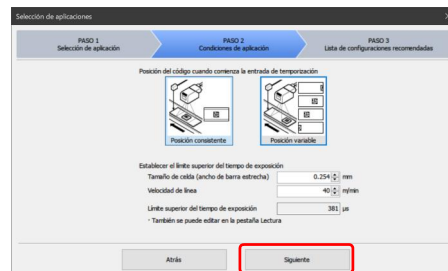 Selección de aplicaciones
PASO 1
Selección de aplicación
PASO 2
Condiciones de aplicación
PASO 3
Lista de configuraciones recomendadas
Posición del código cuando comienza la entrada de temporización
Posición consistente
Posición variable
Establecer el límite superior del tiempo de exposición
Tamaño de celda (ancho de barra estrecha) 0.254 mm
Velocidad de línea 40 m/min
Límite superior del tiempo de exposición 381 µs
* También se puede editar en la pestaña Lectura
Atrás
Siguiente